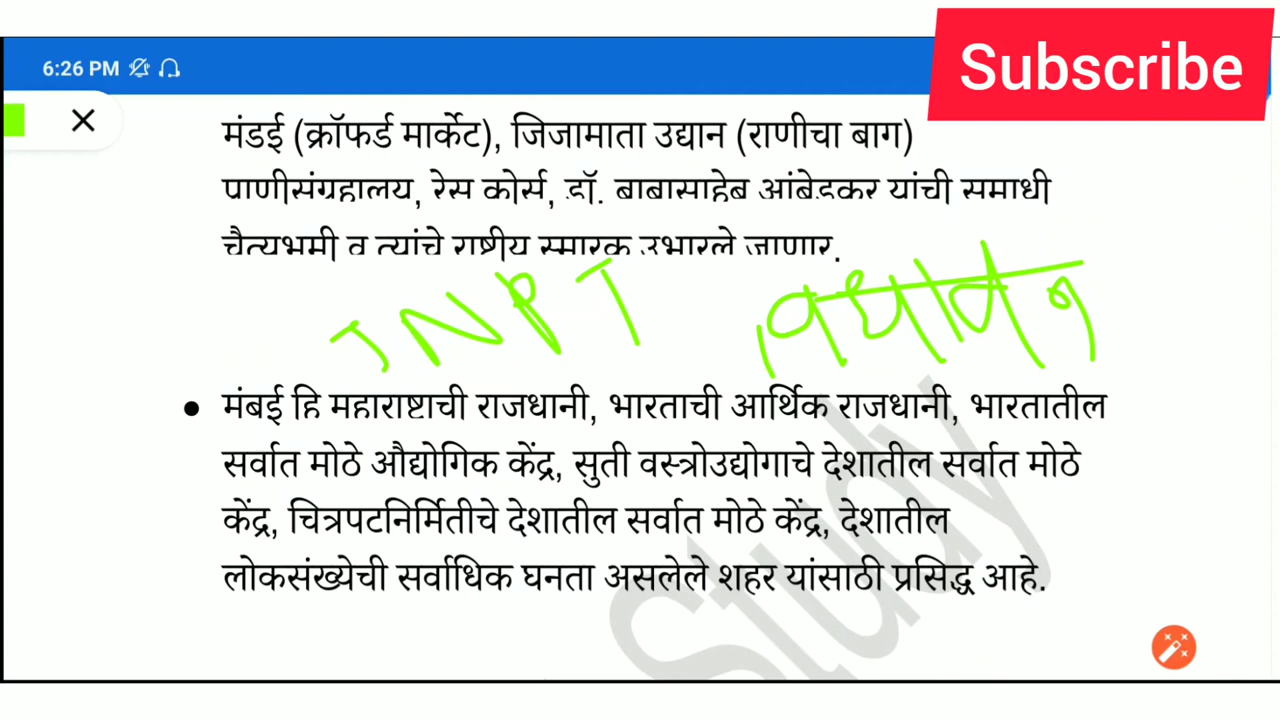 Subscribe
6:26 PM
मंडई (क्रॉफर्ड मार्केट), जिजामाता उद्यान (राणीचा बाग)
प्राणीसंग्रहालय, रेस कोर्स, डॉ. बाबासाहेब आंबेडकर यांची समाधी
चैत्यभूमी व त्यांचे राष्ट्रीय स्मारक उभारले जाणार.
JNPT
• मंबई हि महाराष्टाची राजधानी, भारताची आर्थिक राजधानी, भारतातील
सर्वात मोठे औद्योगिक केंद्र, सुती वस्त्रोउद्योगाचे देशातील सर्वात मोठे
केंद्र, चित्रपटनिर्मितीचे देशातील सर्वात मोठे केंद्र, देशातील
लोकसंख्येची सर्वाधिक घनता असलेले शहर यांसाठी प्रसिद्ध आहे.
Study